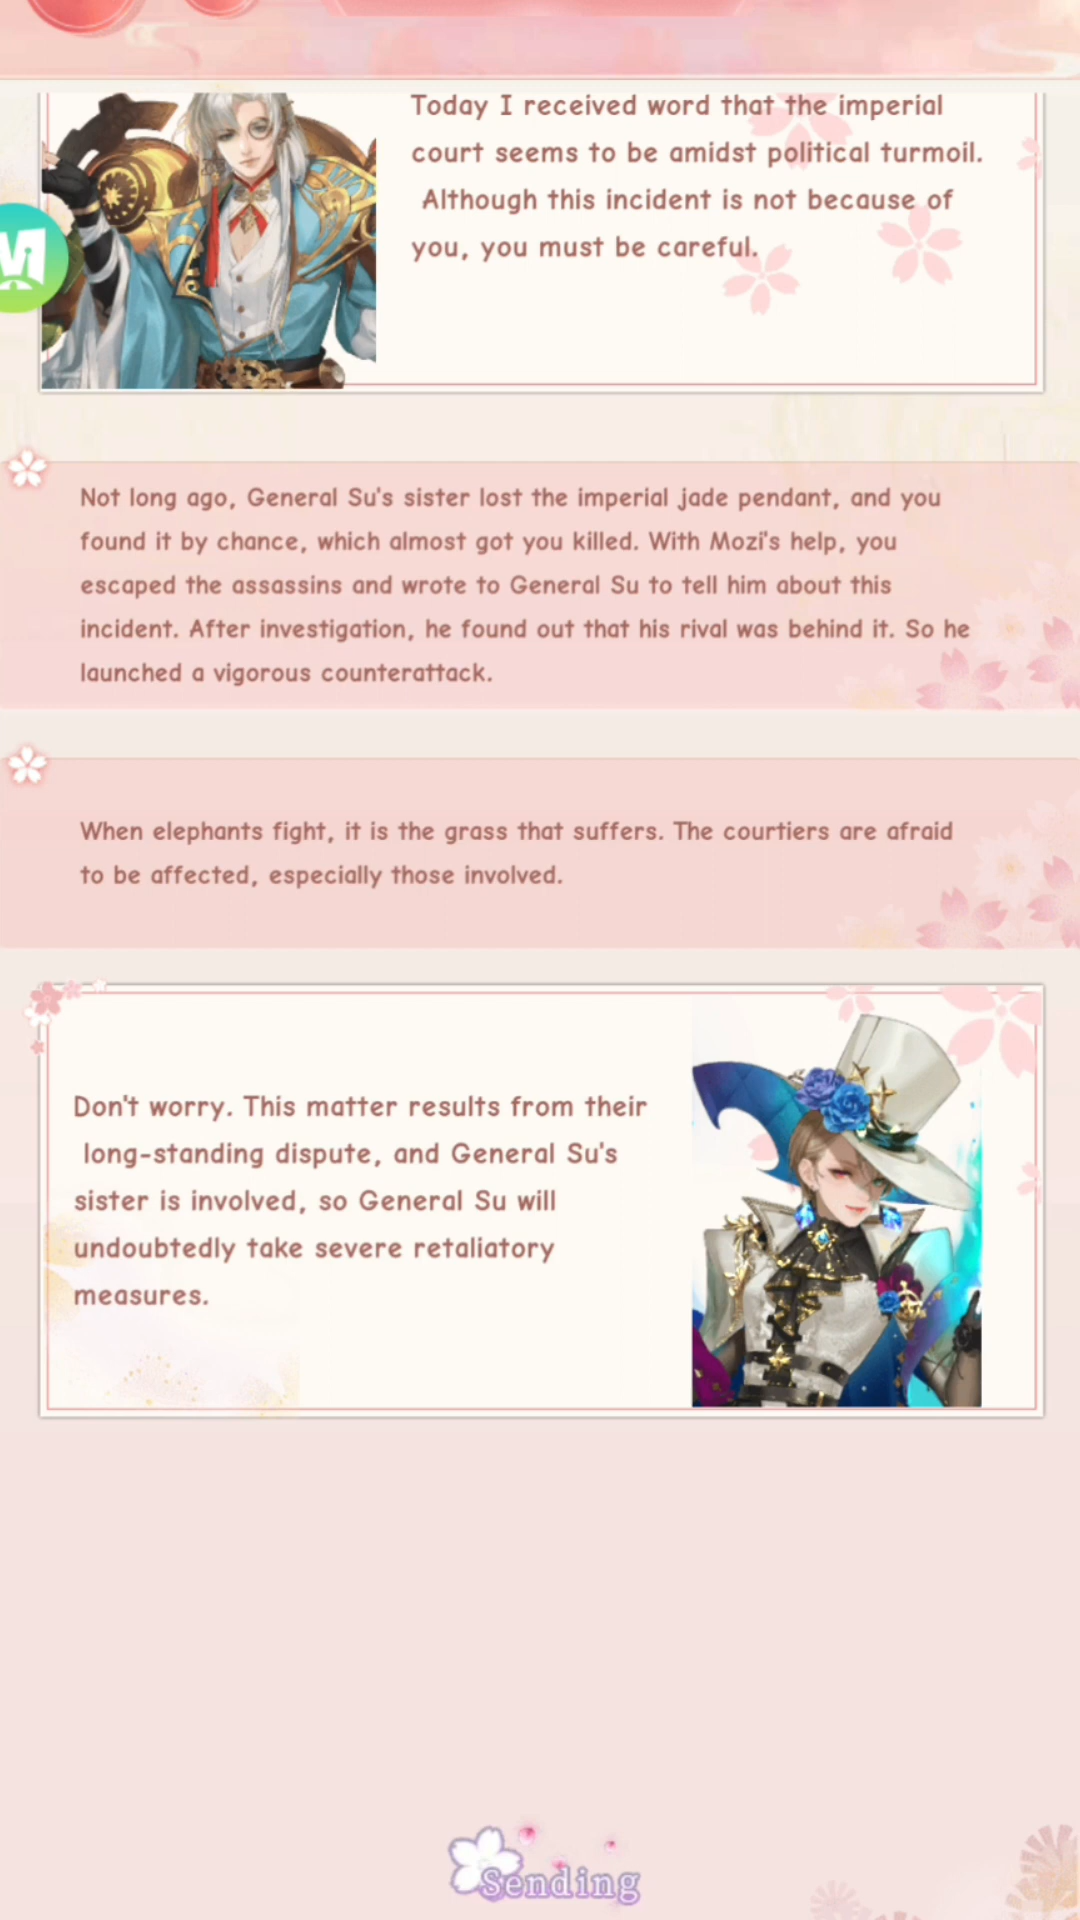 Today I received word that the imperial
court seems to be amidst political turmoil.
Although this incident is not because of
you, you must be careful.
Not long ago, General Su's sister lost the imperial jade pendant, and you
found it by chance, which almost got you killed. With Mozi's help, you
escaped the assassins and wrote to General Su to tell him about this
incident. After investigation, he found out that his rival was behind it. So he
launched a vigorous counterattack.
When elephants fight, it is the grass that suffers. The courtiers are afraid
to be affected, especially those involved.
Don't worry. This matter results from their
long-standing dispute, and General Su's
sister is involved, so General Su will
undoubtedly take severe retaliatory
measures.
Sending